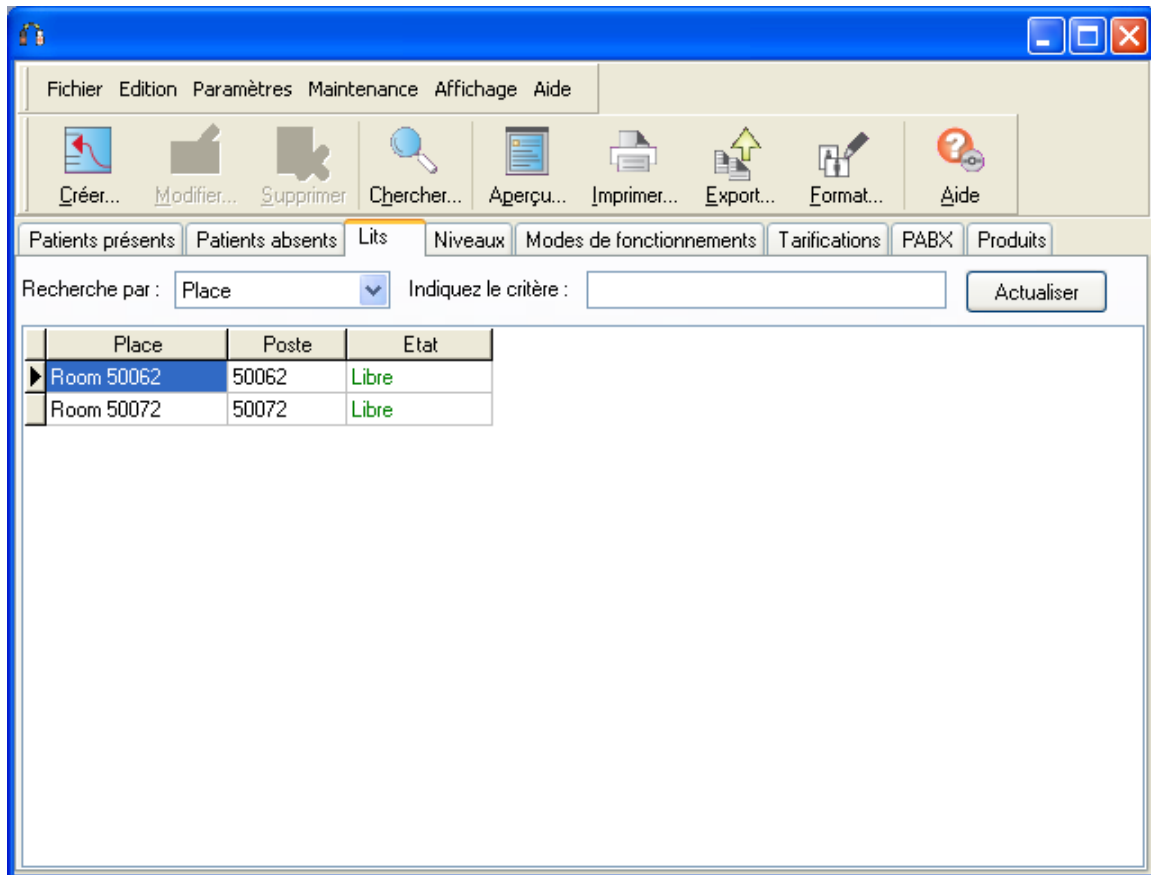 Fichier Edition Paramètres Maintenance Affichage Aide
Créer... Modifier... Supprimer Chercher... Aperçu... Imprimer... Export... Format... Aide
Patients présents Patients absents Lits Niveaux Modes de fonctionnements Tarifications PABX Produits
Recherche par : Place Indiquez le critère : Actualiser
Place Poste Etat
Room 50062 50062 Libre
Room 50072 50072 Libre